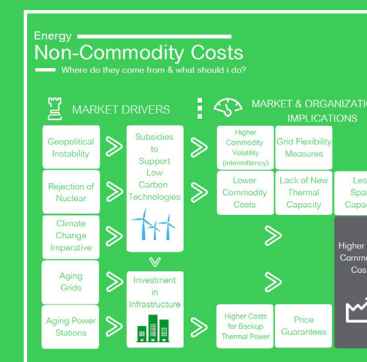 Energy
Non-Commodity Costs
Where do they come from & what should i do?
MARKET DRIVERS
MARKET & ORGANIZATI
IMPLICATIONS
Geopolitical
Instability
Subsidies
to
Support
Low
Carbon
Technologies
Higher
Commodity
Volatility
(intermittency)
Grid Flexibility
Measures
Rejection of
Nuclear
Lower
Commodity
Costs
Lack of New
Thermal
Capacity
Les
Spa
Capac
Climate
Change
Imperative
Higher
Commo
Cos
Aging
Grids
Investment
in
Infrastructure
Aging Power
Stations
Higher Costs
for Backup
Thermal Power
Price
Guarantees